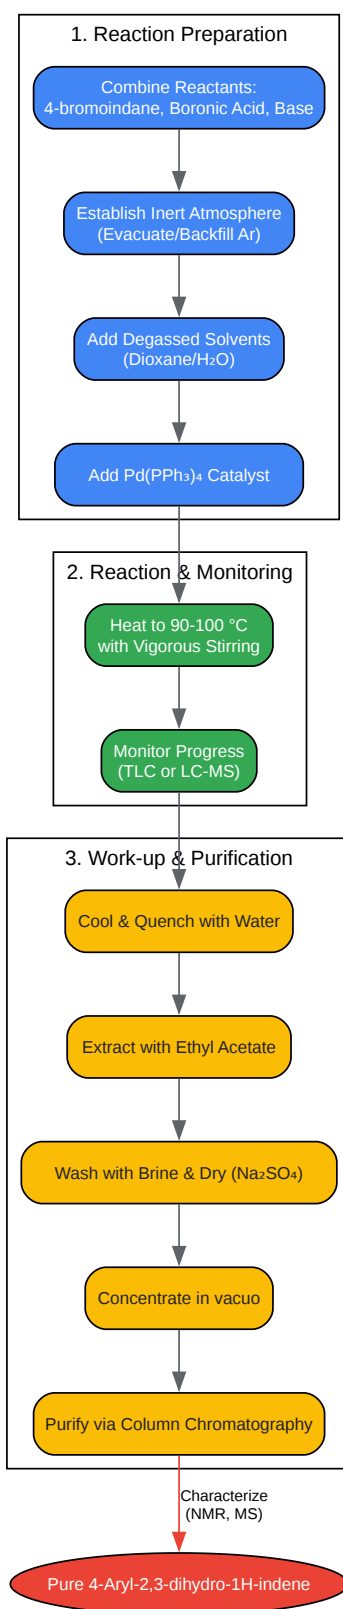 1. Reaction Preparation
Combine Reactants:
4-bromoindane, Boronic Acid, Base
Establish Inert Atmosphere
(Evacuate/Backfill Ar)
Add Degassed Solvents
(Dioxane/H₂O)
Add Pd(PPh₃)₄ Catalyst
2. Reaction & Monitoring
Heat to 90-100 °C
with Vigorous Stirring
Monitor Progress
(TLC or LC-MS)
3. Work-up & Purification
Cool & Quench with Water
Extract with Ethyl Acetate
Wash with Brine & Dry (Na₂SO₄)
Concentrate in vacuo
Purify via Column Chromatography
Characterize
(NMR, MS)
Pure 4-Aryl-2,3-dihydro-1H-indene